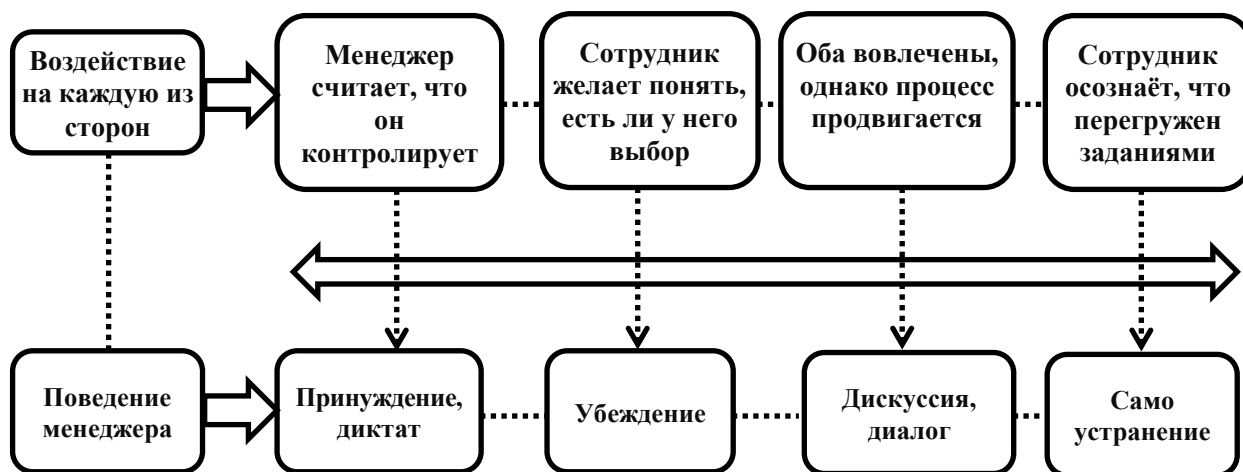 Воздействие
на каждую из
сторон
Менеджер
считает, что
он
контролирует
Сотрудник
желает понять,
есть ли у него
выбор
Оба вовлечены,
однако процесс
продвигается
Сотрудник
осознаёт, что
перегружен
заданиями
Поведение
менеджера
Принуждение,
диктат
Убеждение
Дискуссия,
диалог
Само
устранение